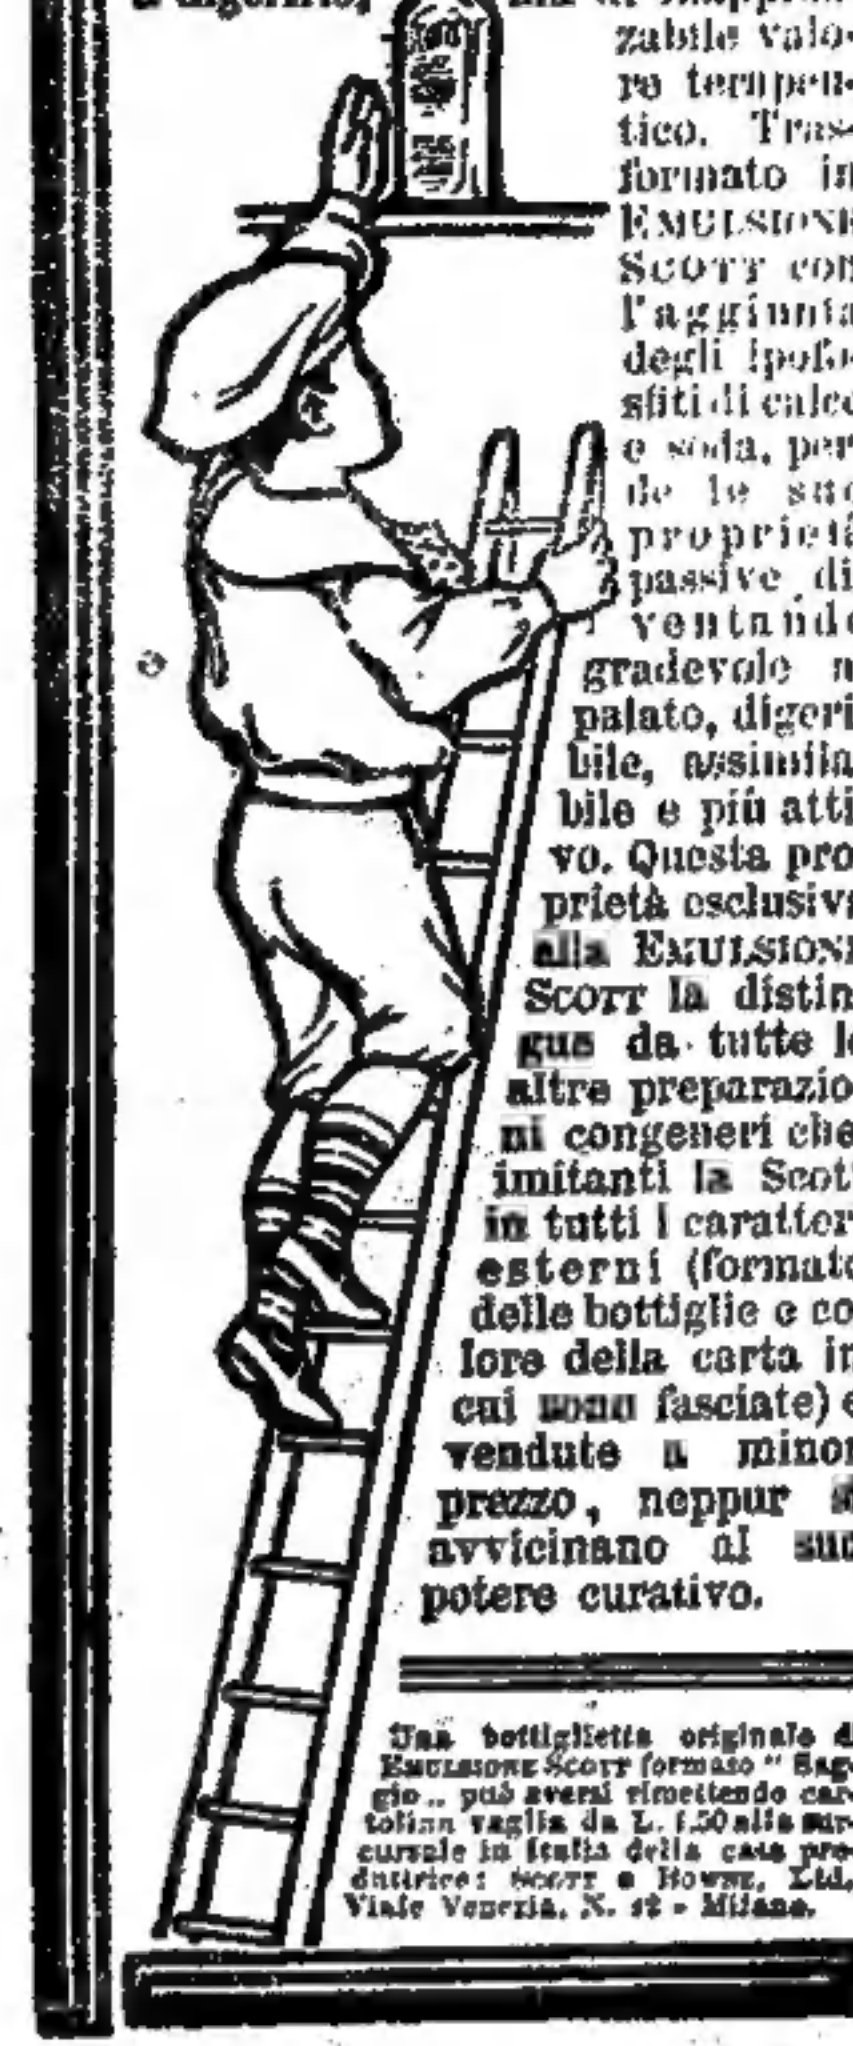 zabile valo-
re terapeu-
tico. Tras-
formato in
EMULSIONE
SCOTT con
l'aggiunta
degli ipofo-
sfiti di calce
e soda, per
de le sue
proprietà
passive di
ventando
gradevole a
palato, digeri
bile, assimila
bile e più atti
vo. Questa pro
prietà esclusiva
alla EMULSIONE
SCOTT la distin
gue da tutte le
altre preparazio-
ni congeneri che
imitanti la Scott
in tutti i caratter
esterni (formato
delle bottiglie e co
lore della carta in
cui sono fasciate) e
vendute a minor
prezzo, neppur si
avvicinano al suo
potere curativo.
Una bottiglietta originale d
EMULSIONE SCOTT formato "Sag-
gio" può aversi rimettendo car-
tolina vaglia da L. 1.50 alla suc-
cursale in Italia della casa pro-
duttrice: SCOTT e BOWNE, Ltd.
Viale Venezia, N. 12 - Milano.